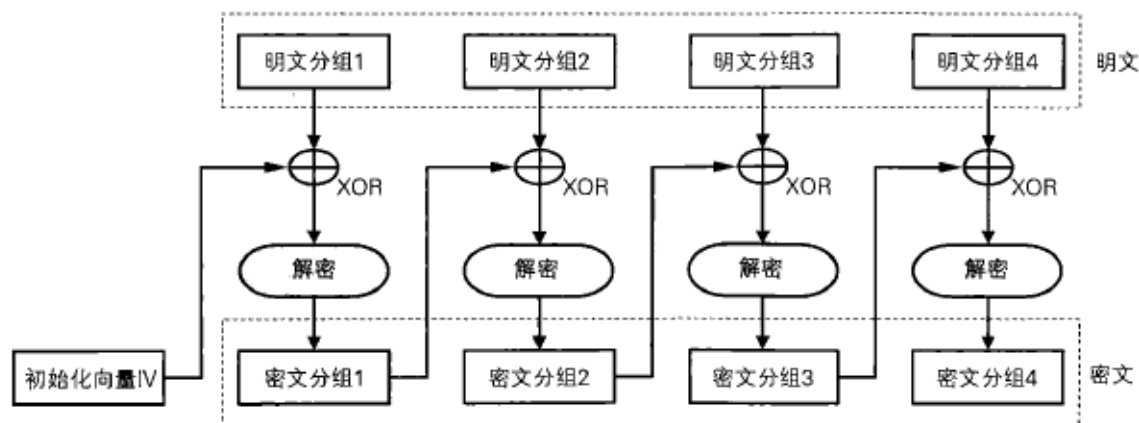 明文分组1
明文分组2
明文分组3
明文分组4
明文
XOR
XOR
XOR
XOR
解密
解密
解密
解密
初始化向量IV
密文分组1
密文分组2
密文分组3
密文分组4
密文